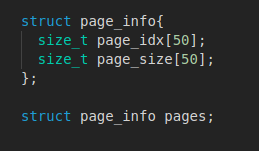 struct page_info{
  size_t page_idx[50];
  size_t page_size[50];
};

struct page_info pages;